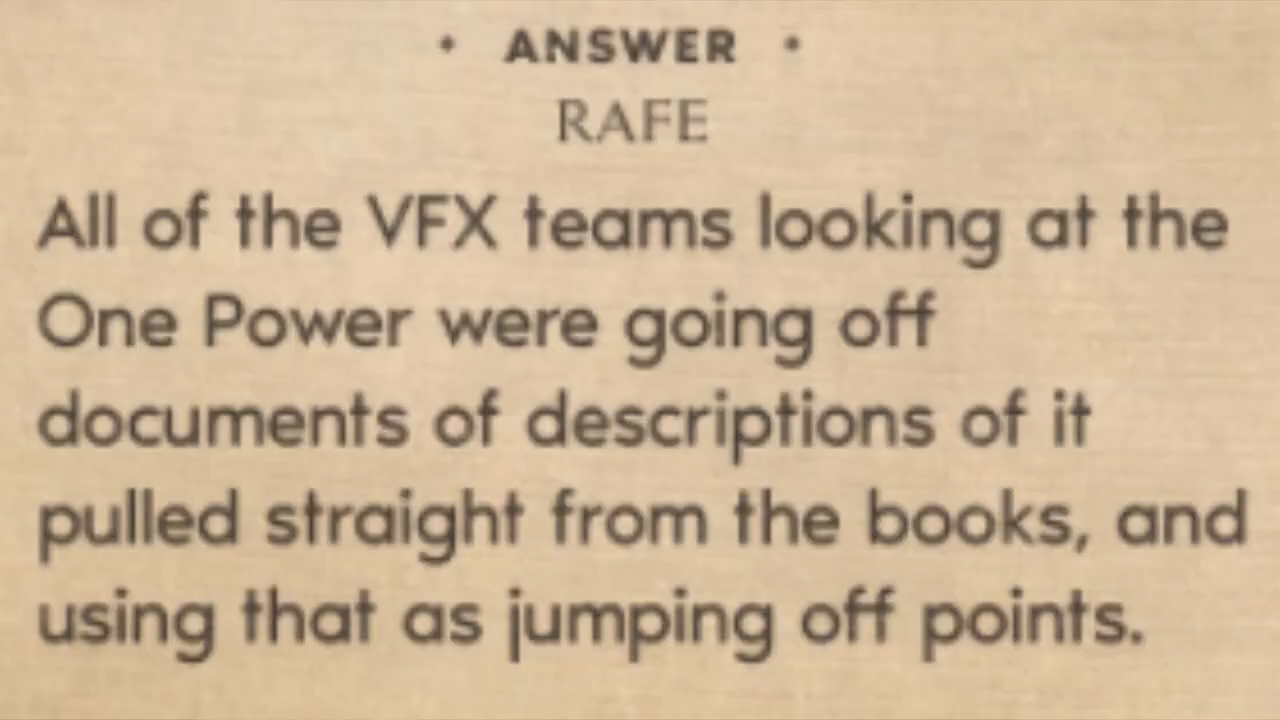 • ANSWER •
RAFE
All of the VFX teams looking at the
One Power were going off
documents of descriptions of it
pulled straight from the books, and
using that as jumping off points.